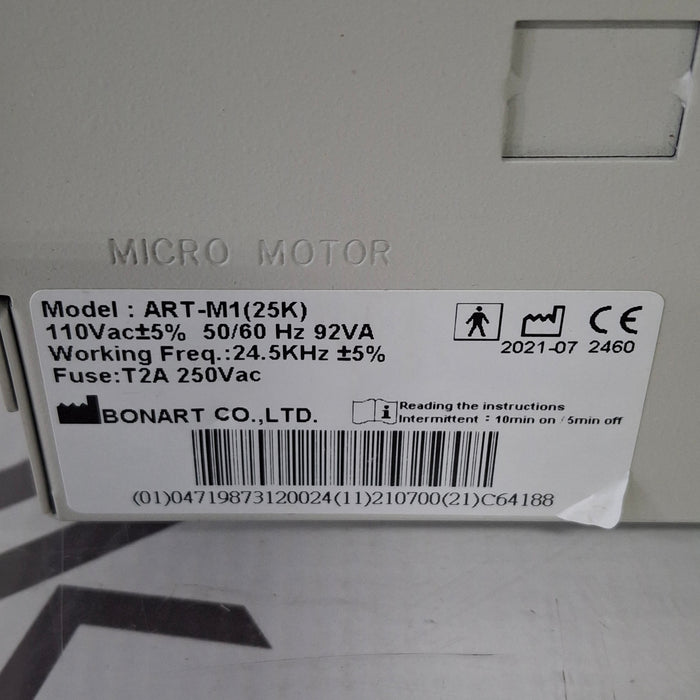 MICRO MOTOR
Model : ART-M1(25K)
110Vac±5% 50/60 Hz 92VA
Working Freq.:24.5KHz ±5%
Fuse:T2A 250Vac
CE
2021-07 2460
BONART CO.,LTD.
i Reading the instructions
Intermittent : 10min on / 5min off
(01)04719873120024(11)210700(21)C64188